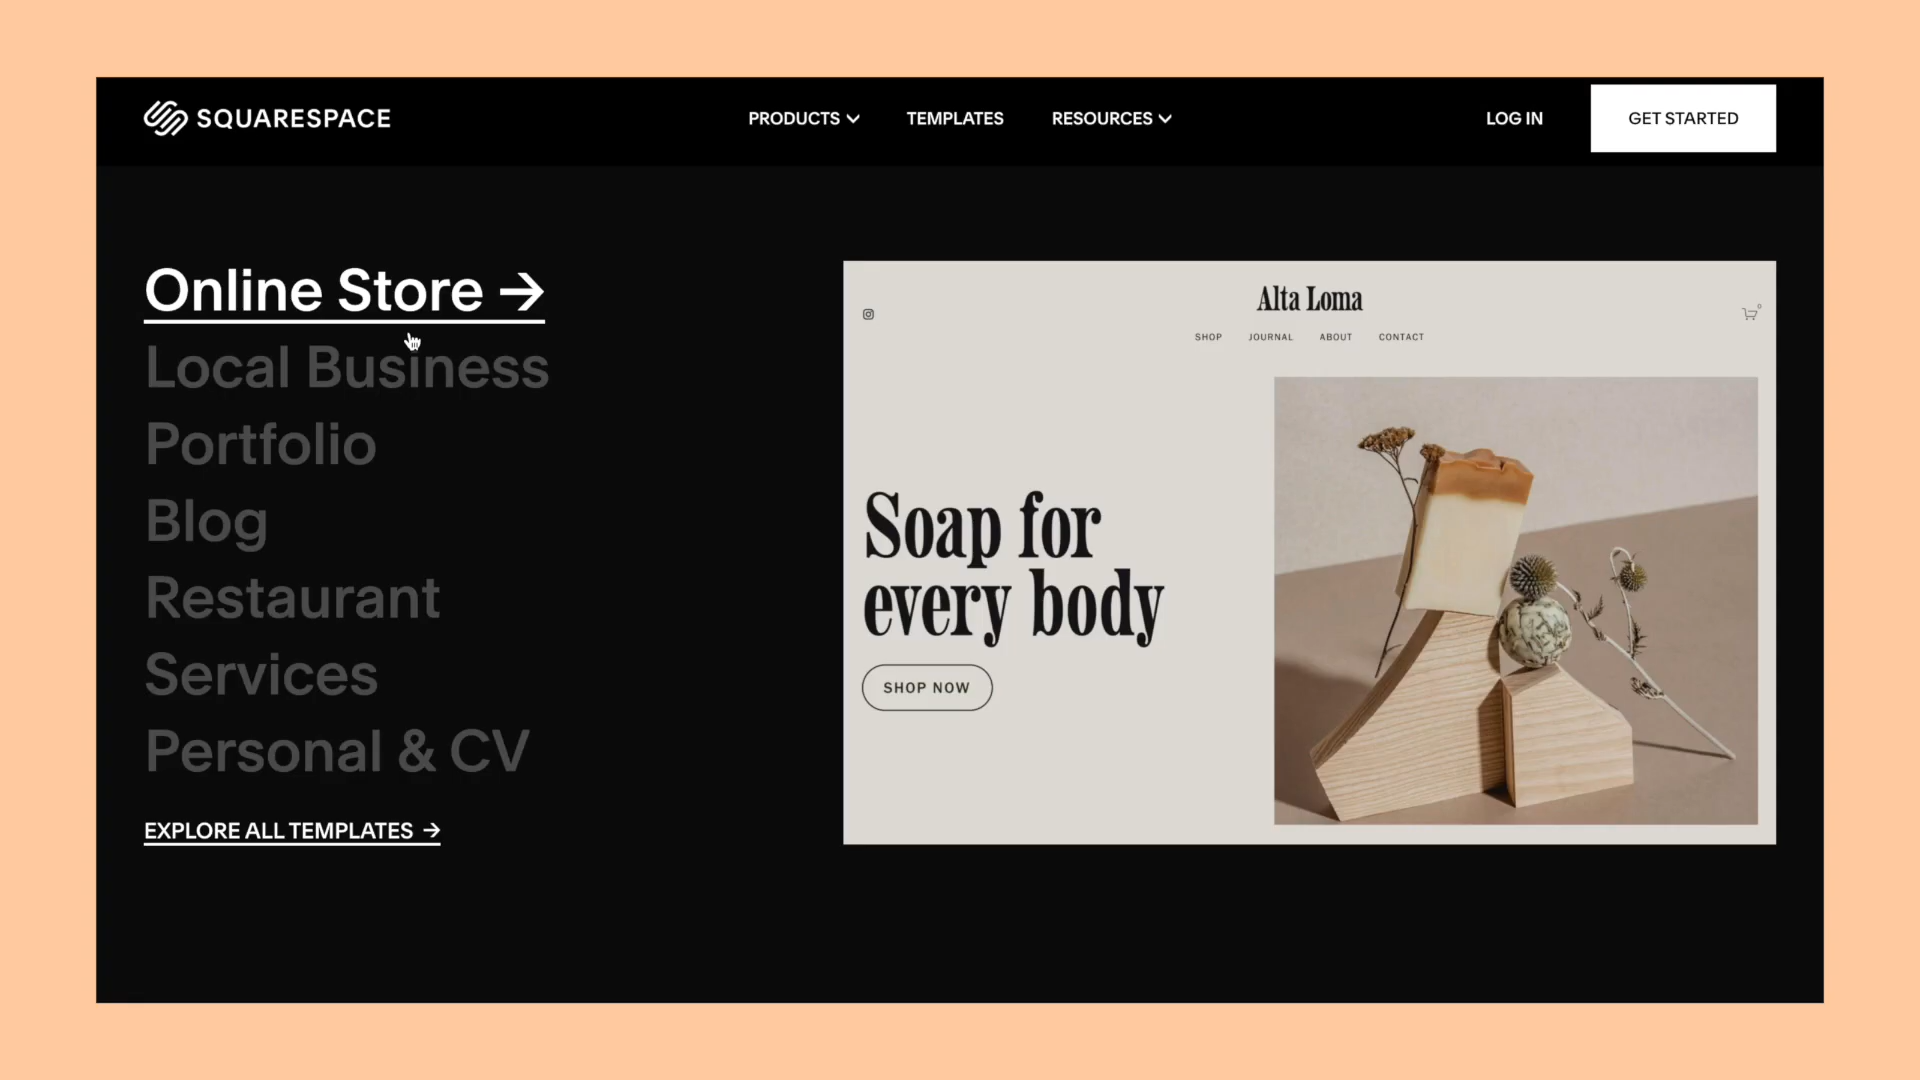 SQUARESPACE
PRODUCTS
TEMPLATES
RESOURCES
LOG IN
GET STARTED
Online Store →
Local Business
Portfolio
Blog
Restaurant
Services
Personal & CV
EXPLORE ALL TEMPLATES →
Alta Loma
0
SHOP
JOURNAL
ABOUT
CONTACT
Soap for
every body
SHOP NOW